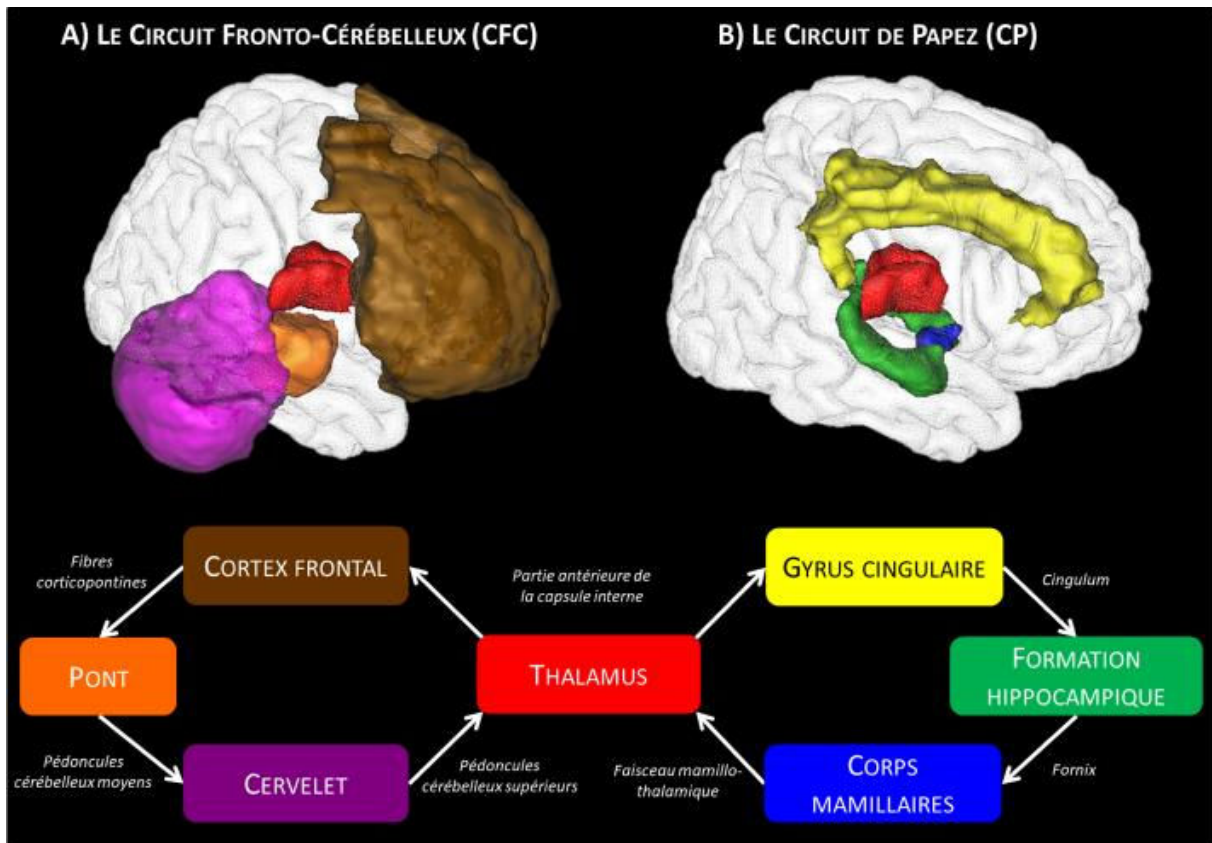 A) LE CIRCUIT FRONTO-CÉRÉBELLEUX (CFC)
B) LE CIRCUIT DE PAPEZ (CP)
Fibres
corticopontines
CORTEX FRONTAL
Partie antérieure de
la capsule interne
GYRUS CINGULAIRE
Cingulum
PONT
THALAMUS
FORMATION
HIPPOCAMPIQUE
Pédoncules
cérébelleux moyens
CERVELET
Pédoncules
cérébelleux supérieurs
Faisceau mamillo-
thalamique
CORPS
MAMILLAIRES
Fornix